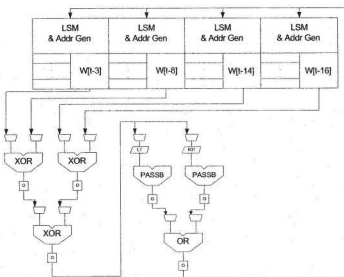 LSM LSM LSM LSM
& Addr Gen & Addr Gen & Addr Gen & Addr Gen
W[t-3] W[t-8] W[t-14] W[t-16]
XOR XOR
PASSB PASSB
XOR
OR